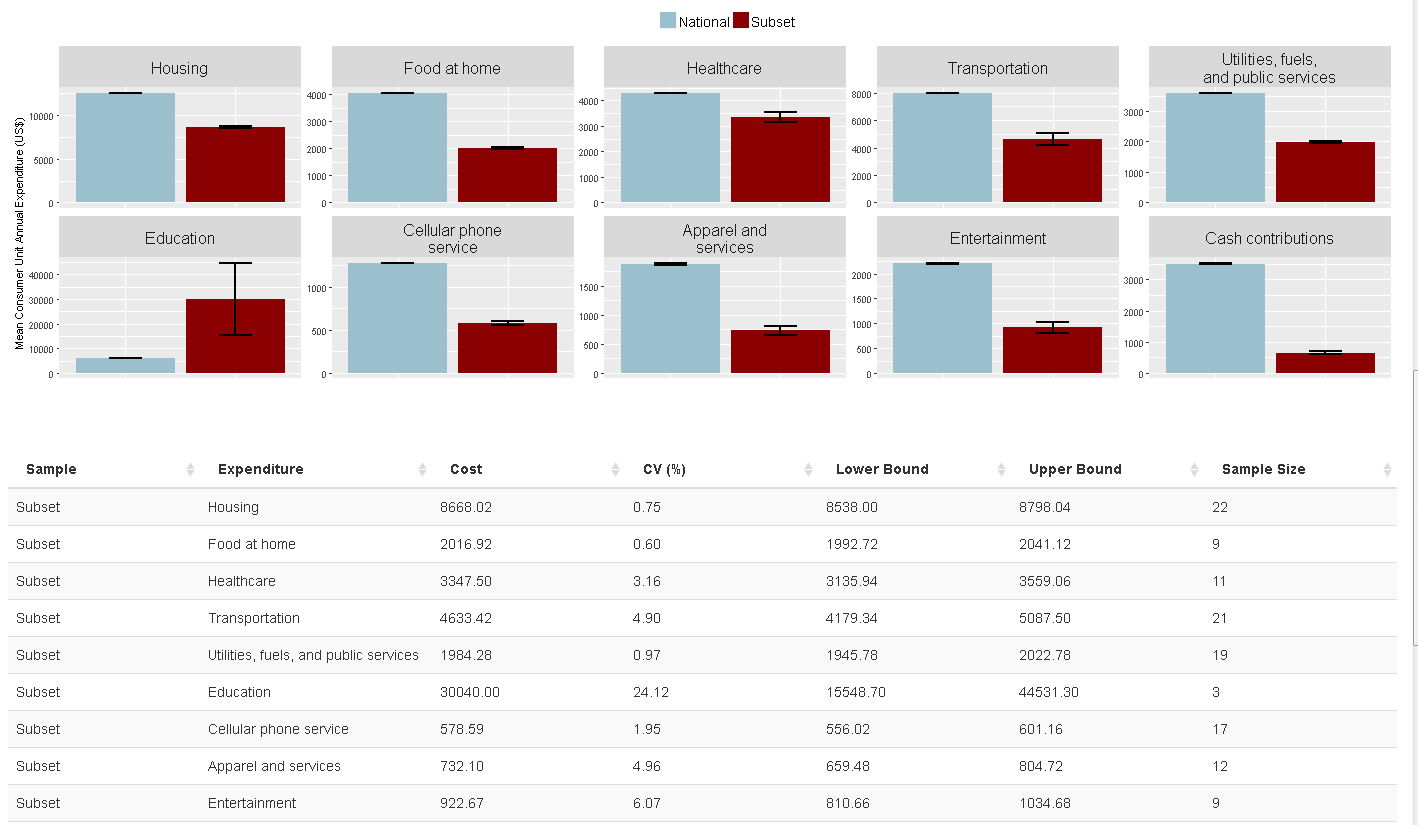 National Subset
Mean Consumer Unit Annual Expenditure (US$)
Housing
10000
5000
0
Food at home
4000
3000
2000
1000
0
Healthcare
4000
3000
2000
1000
0
Transportation
8000
6000
4000
2000
0
Utilities, fuels,
and public services
3000
2000
1000
0
Education
40000
30000
20000
10000
0
Cellular phone
service
1000
500
0
Apparel and
services
1500
1000
500
0
Entertainment
2000
1500
1000
500
0
Cash contributions
3000
2000
1000
0
Sample Expenditure Cost CV (%) Lower Bound Upper Bound Sample Size
Subset Housing 8668.02 0.75 8538.00 8798.04 22
Subset Food at home 2016.92 0.60 1992.72 2041.12 9
Subset Healthcare 3347.50 3.16 3135.94 3559.06 11
Subset Transportation 4633.42 4.90 4179.34 5087.50 21
Subset Utilities, fuels, and public services 1984.28 0.97 1945.78 2022.78 19
Subset Education 30040.00 24.12 15548.70 44531.30 3
Subset Cellular phone service 578.59 1.95 556.02 601.16 17
Subset Apparel and services 732.10 4.96 659.48 804.72 12
Subset Entertainment 922.67 6.07 810.66 1034.68 9